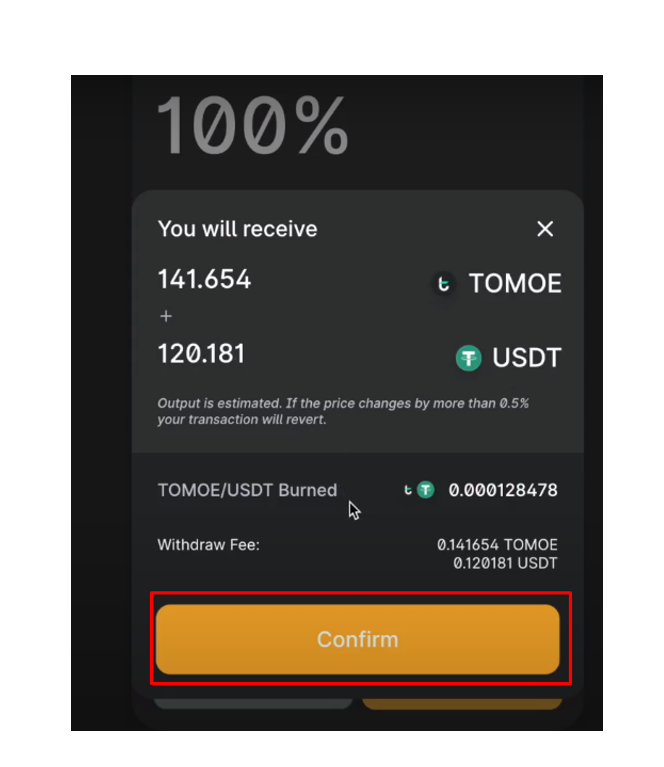 100%
You will receive
141.654 TOMOE
+
120.181 USDT
Output is estimated. If the price changes by more than 0.5%
your transaction will revert.
TOMOE/USDT Burned 0.000128478
Withdraw Fee: 0.141654 TOMOE
0.120181 USDT
Confirm